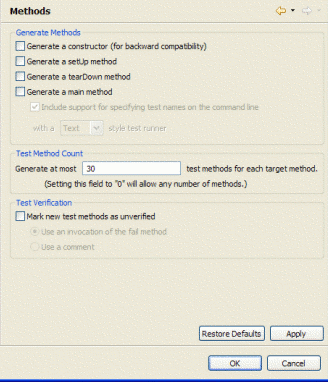 Methods
Generate Methods
Generate a constructor (for backward compatibility)
Generate a setUp method
Generate a tearDown method
Generate a main method
Include support for specifying test names on the command line
with a Text style test runner
Test Method Count
Generate at most 30 test methods for each target method.
(Setting this field to "0" will allow any number of methods.)
Test Verification
Mark new test methods as unverified
Use an invocation of the fail method
Use a comment
Restore Defaults Apply
OK Cancel